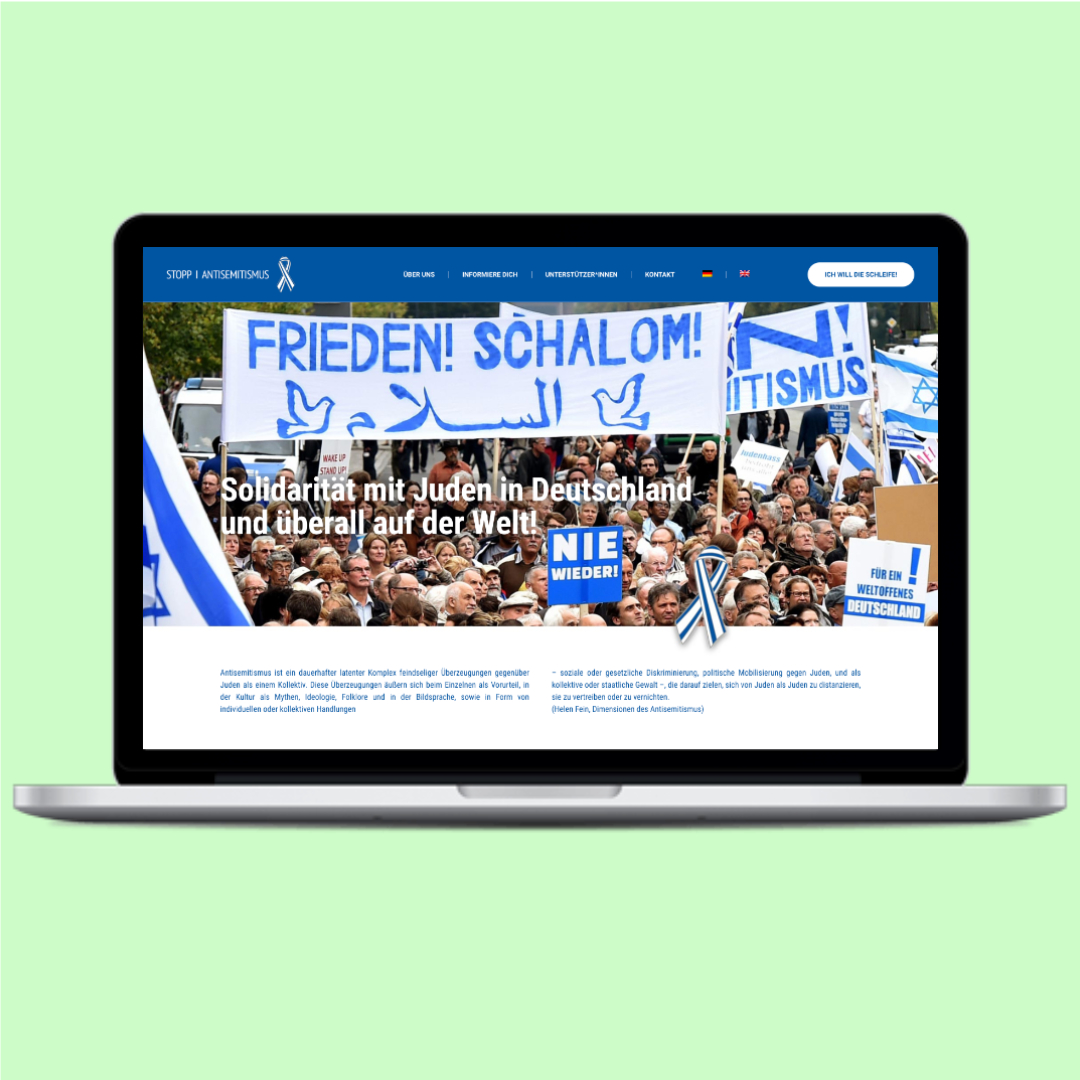 STOPP | ANTISEMITISMUS
ÜBER UNS | INFORMIERE DICH | UNTERSTÜTZER*INNEN | KONTAKT
ICH WILL DIE SCHLEIFE!
FRIEDEN! SCHALOM!
السلام
N!
ITISMUS
WAKE UP
STAND UP!
Judenhass
Solidarität mit Juden in Deutschland
und überall auf der Welt!
NIE
WIEDER!
FÜR EIN
WELTOFFENES
DEUTSCHLAND
!
Antisemitismus ist ein dauerhafter latenter Komplex feindseliger Überzeugungen gegenüber
Juden als einem Kollektiv. Diese Überzeugungen äußern sich beim Einzelnen als Vorurteil, in
der Kultur als Mythen, Ideologie, Folklore und in der Bildsprache, sowie in Form von
individuellen oder kollektiven Handlungen
– soziale oder gesetzliche Diskriminierung, politische Mobilisierung gegen Juden, und als
kollektive oder staatliche Gewalt –, die darauf zielen, sich von Juden als Juden zu distanzieren,
sie zu vertreiben oder zu vernichten.
(Helen Fein, Dimensionen des Antisemitismus)